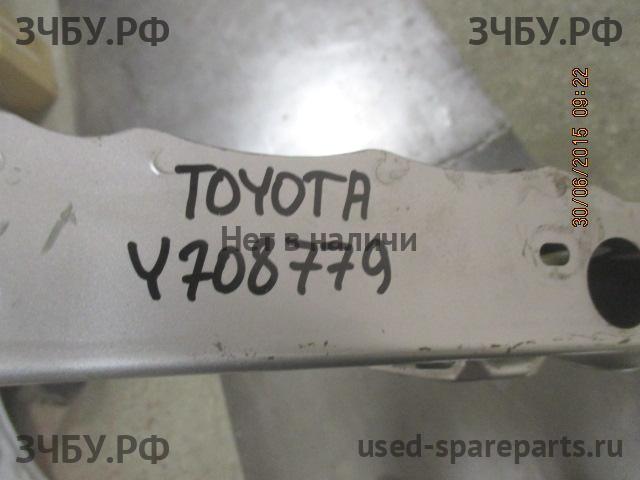 ЗЧБУ.РФ
ЗЧБУ.РФ
30/06/2015 09:22
TOYOTA
Нет в наличи
Y708779
ЗЧБУ.РФ
used-spareparts.ru